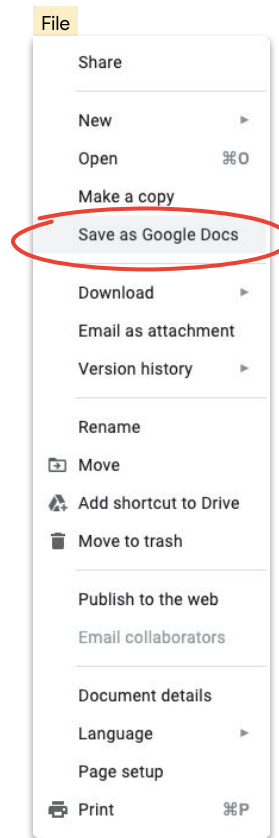 File
Share
New ►
Open ⌘O
Make a copy
Save as Google Docs
Download ►
Email as attachment
Version history ►
Rename
Move
Add shortcut to Drive
Move to trash
Publish to the web
Email collaborators
Document details
Language ►
Page setup
Print ⌘P